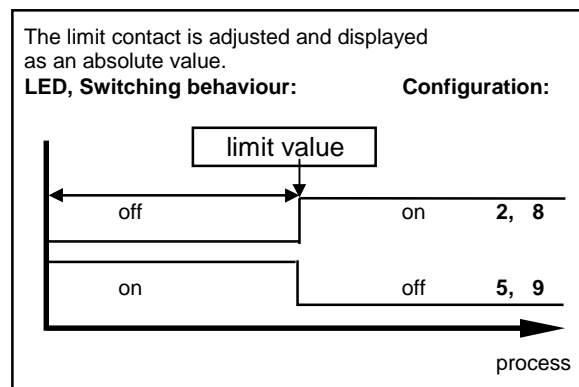 The limit contact is adjusted and displayed
as an absolute value.
LED, Switching behaviour: Configuration:
limit value
off on 2, 8
on off 5, 9
process